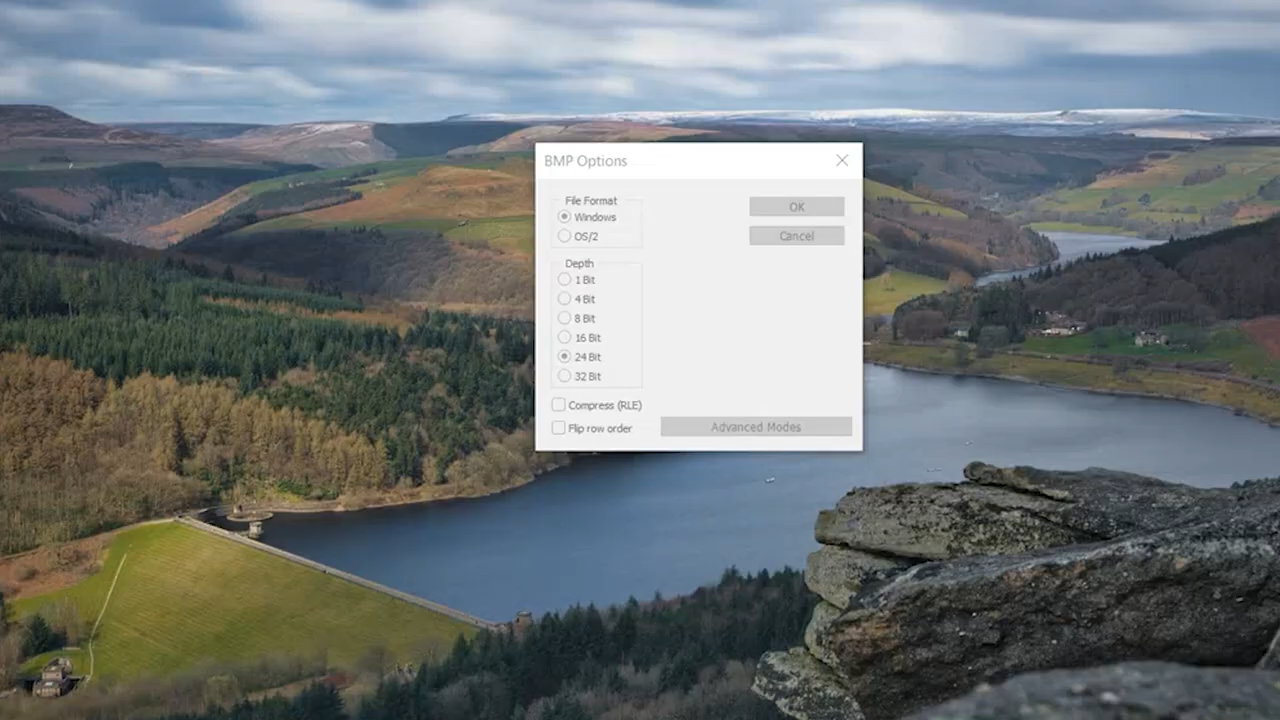 BMP Options
File Format
Windows
OS/2
OK
Cancel
Depth
1 Bit
4 Bit
8 Bit
16 Bit
24 Bit
32 Bit
Compress (RLE)
Flip row order
Advanced Modes